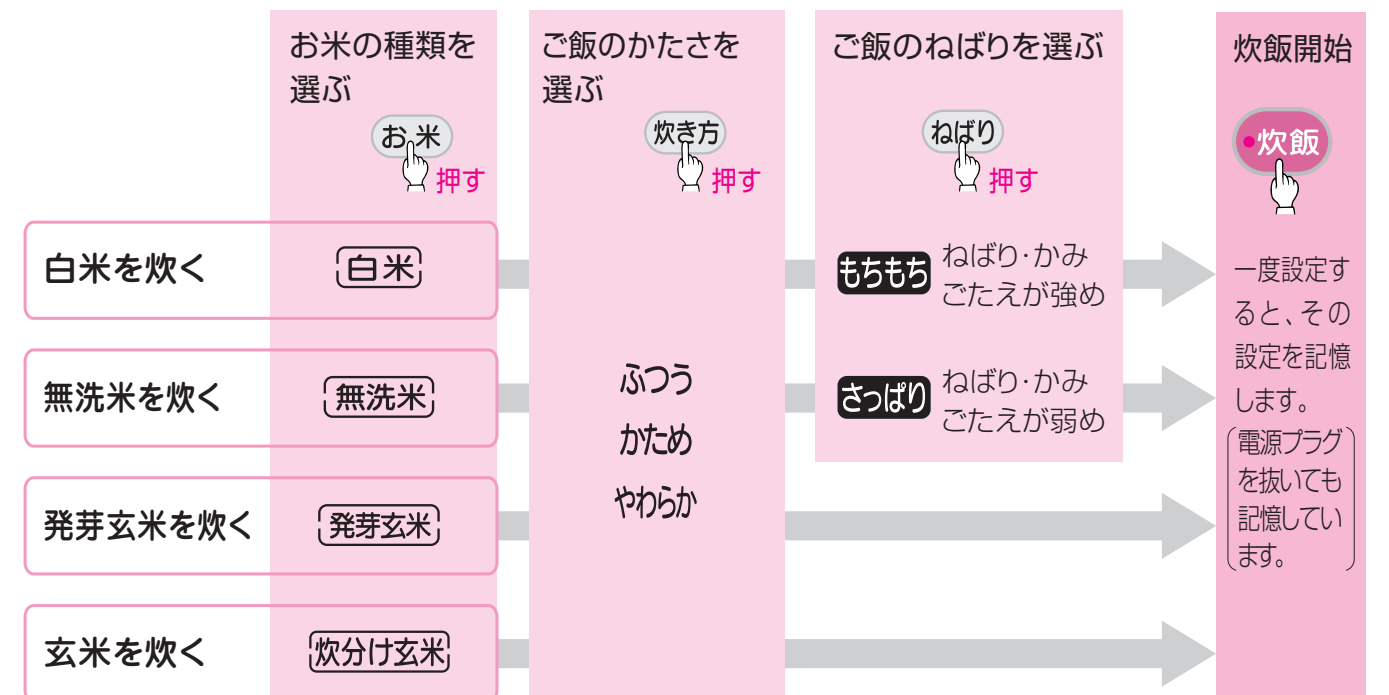 お米の種類を
選ぶ
お米
押す
ご飯のかたさを
選ぶ
炊き方
押す
ご飯のねばりを選ぶ
ねばり
押す
炊飯開始
炊飯
白米を炊く
白米
無洗米を炊く
無洗米
発芽玄米を炊く
発芽玄米
玄米を炊く
炊分け玄米
ふつう
かため
やわらか
もちもち
ねばり・かみ
ごたえが強め
さっぱり
ねばり・かみ
ごたえが弱め
一度設定す
ると、その
設定を記憶
します。
電源プラグ
を抜いても
記憶してい
ます。